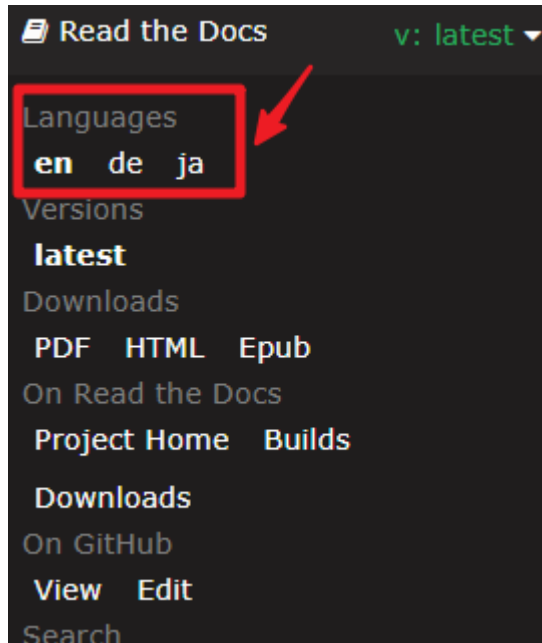 Read the Docs v: latest
Languages
en de ja
Versions
latest
Downloads
PDF HTML Epub
On Read the Docs
Project Home Builds
Downloads
On GitHub
View Edit
Search